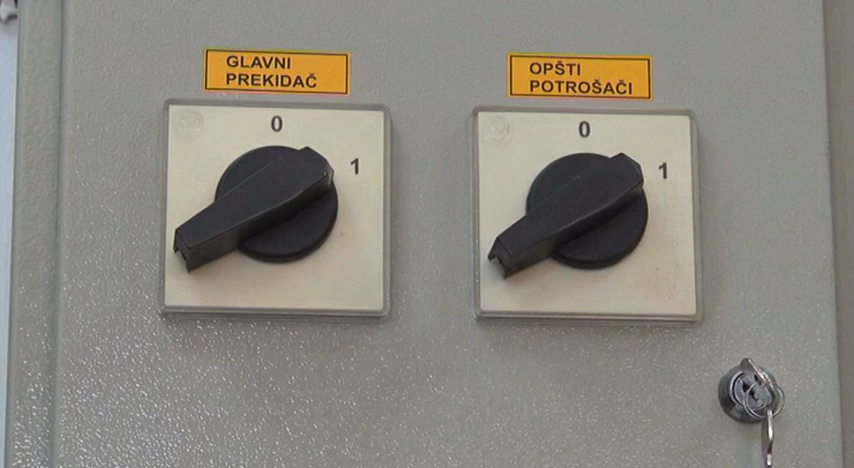 GLAVNI
PREKIDAČ
OPŠTI
POTROŠAČI
0
1
0
1